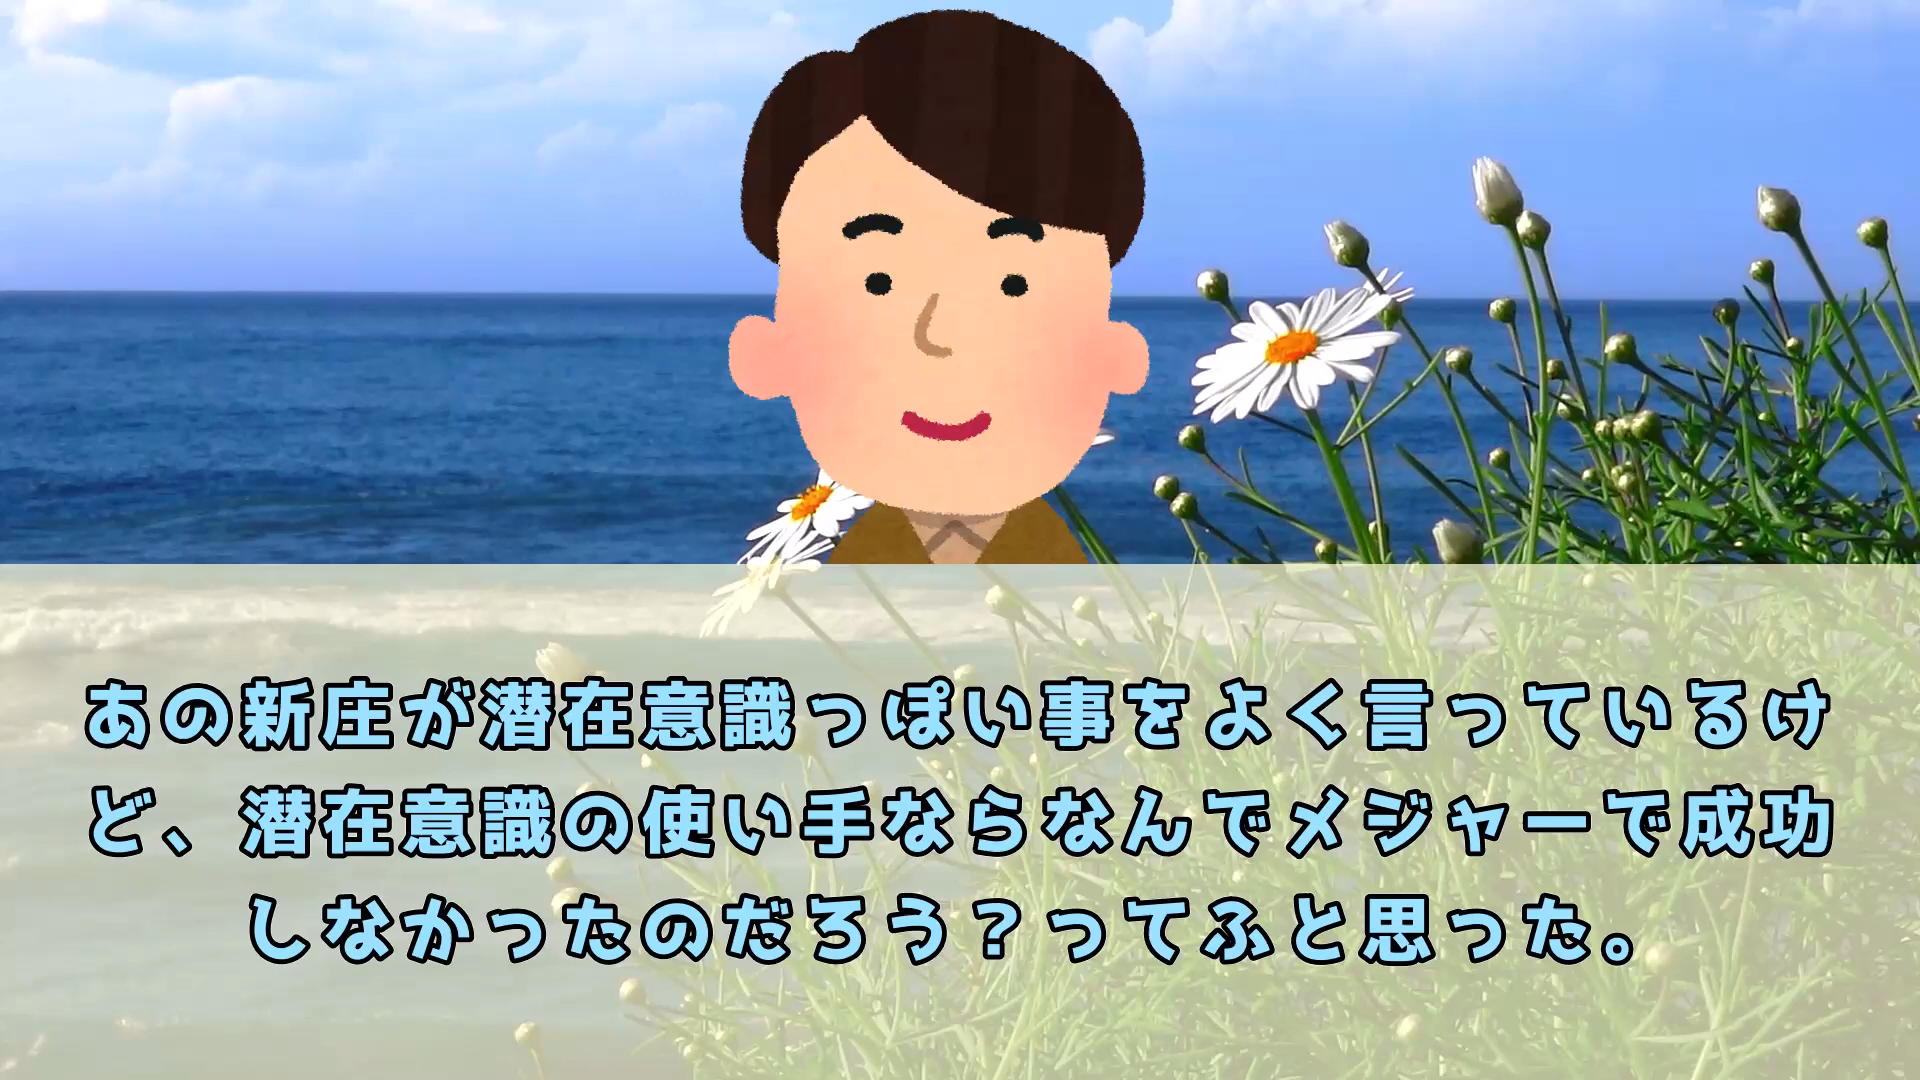 あの新庄が潜在意識っぽい事をよく言っているけ
ど、潜在意識の使い手ならなんでメジャーで成功
しなかったのだろう？ってふと思った。